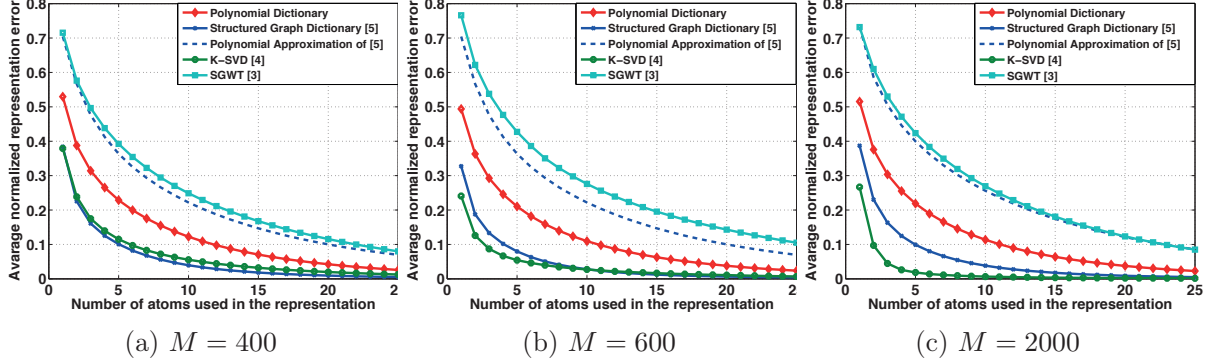 0.8
0.7
0.6
0.5
0.4
0.3
0.2
0.1
0
0 5 10 15 20 2
Avarage normalized representation error
Number of atoms used in the representation
Polynomial Dictionary
Structured Graph Dictionary [5]
Polynomial Approximation of [5]
K−SVD [4]
SGWT [3]
(a) M = 400
0.8
0.7
0.6
0.5
0.4
0.3
0.2
0.1
0
0 5 10 15 20 2
Avarage normalized representation error
Number of atoms used in the representation
Polynomial Dictionary
Structured Graph Dictionary [5]
Polynomial Approximation of [5]
K−SVD [4]
SGWT [3]
(b) M = 600
0.8
0.7
0.6
0.5
0.4
0.3
0.2
0.1
0
0 5 10 15 20 25
Avarage normalized representation error
Number of atoms used in the representation
Polynomial Dictionary
Structured Graph Dictionary [5]
Polynomial Approximation of [5]
K−SVD [4]
SGWT [3]
(c) M = 2000